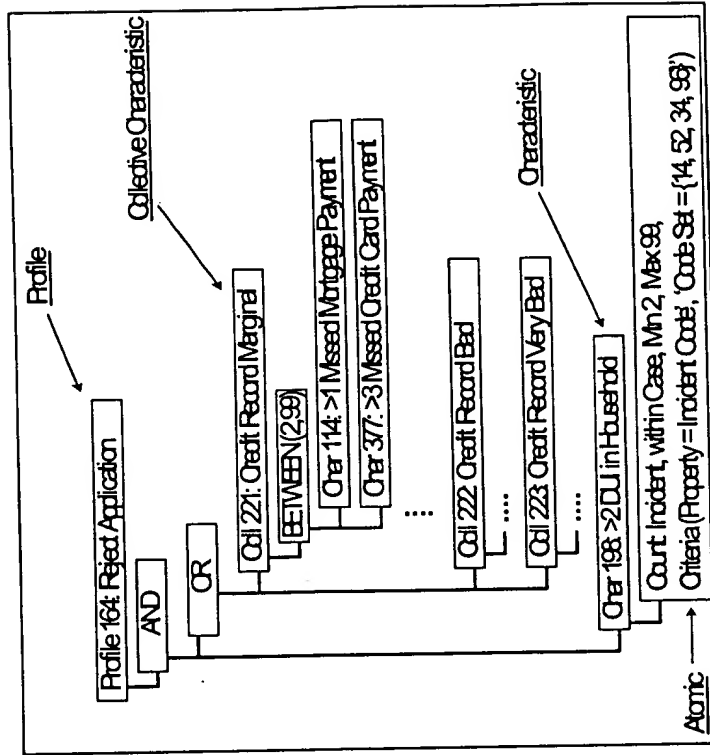 Profile
Profile 164: Reject Application
AND
Collective Characteristic
OR
Coll 221: Credit Record Marginal
BETWEEN (2,99)
Char 114: >1 Missed Mortgage Payment
Char 377: >3 Missed Credit Card Payment
::::
Coll 222: Credit Record Bad
....
Coll 223: Credit Record Very Bad
....
Characteristic
Char 198: >2 DUI in Household
Count: Incident, within Case, Min 2, Max 99,
Criteria (Property = 'Incident Code', 'Code Set = {14, 52, 34, 96}')
Atomic